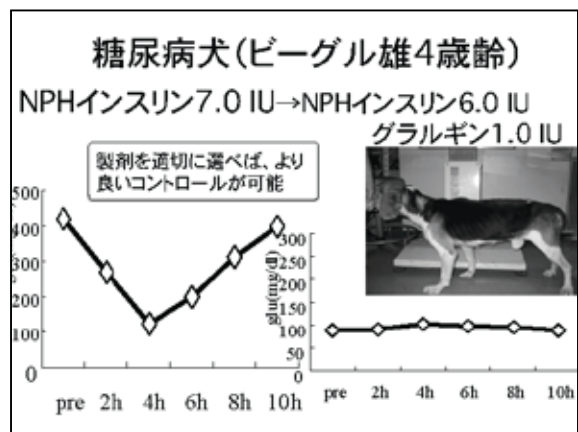 糖尿病犬(ビーグル雄4歳齢)
NPHインスリン7.0 IU→NPHインスリン6.0 IU
グラルギン1.0 IU
製剤を適切に選べば、より
良いコントロールが可能
500
400
300
200
100
0
pre 2h 4h 6h 8h 10h
glu(mg/dl)
300
250
200
150
100
50
0
pre 2h 4h 6h 8h 10h